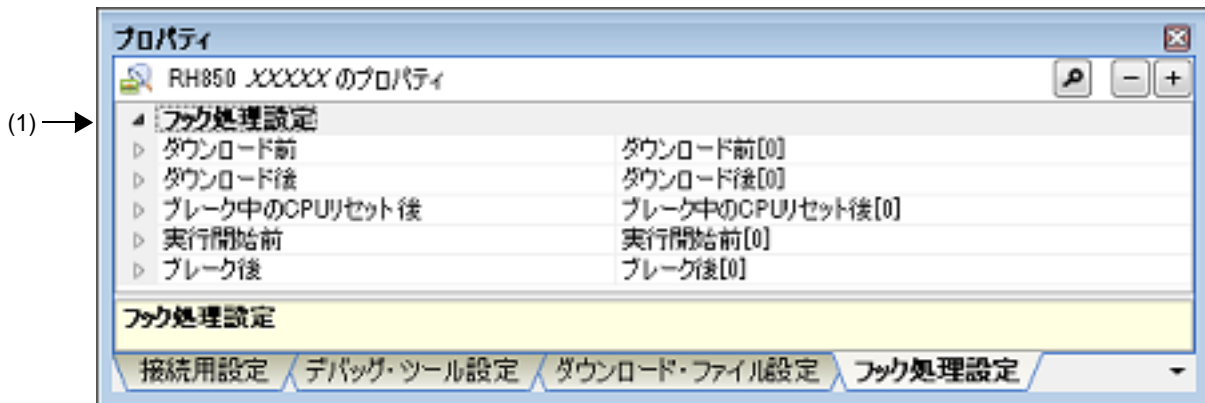 プロパティ
RH850 XXXXX のプロパティ
(1)
フック処理設定
ダウンロード前 ダウンロード前[0]
ダウンロード後 ダウンロード後[0]
ブレーク中のCPUリセット後 ブレーク中のCPUリセット後[0]
実行開始前 実行開始前[0]
ブレーク後 ブレーク後[0]
フック処理設定
接続用設定 デバッグ・ツール設定 ダウンロード・ファイル設定 フック処理設定